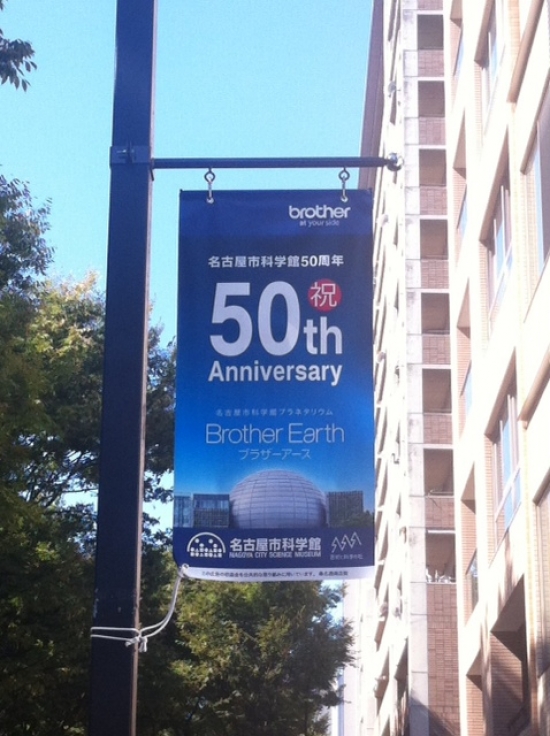 brother
at your side
名古屋市科学館50周年
50th 祝
Anniversary
名古屋市科学館プラネタリウム
Brother Earth
ブラザーアース
名古屋市科学館
NAGOYA CITY SCIENCE MUSEUM